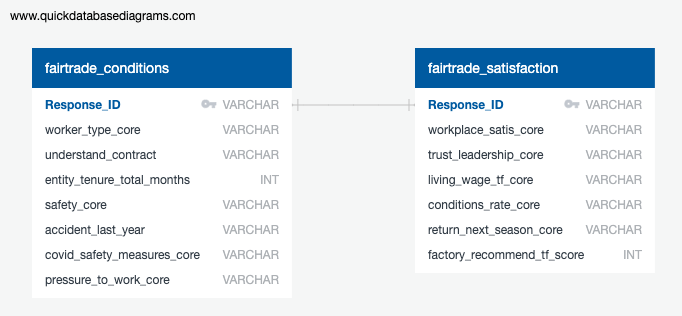 www.quickdatabasediagrams.com
fairtrade_conditions
Response_ID VARCHAR
worker_type_core VARCHAR
understand_contract VARCHAR
entity_tenure_total_months INT
safety_core VARCHAR
accident_last_year VARCHAR
covid_safety_measures_core VARCHAR
pressure_to_work_core VARCHAR
fairtrade_satisfaction
Response_ID VARCHAR
workplace_satis_core VARCHAR
trust_leadership_core VARCHAR
living_wage_tf_core VARCHAR
conditions_rate_core VARCHAR
return_next_season_core VARCHAR
factory_recommend_tf_score INT